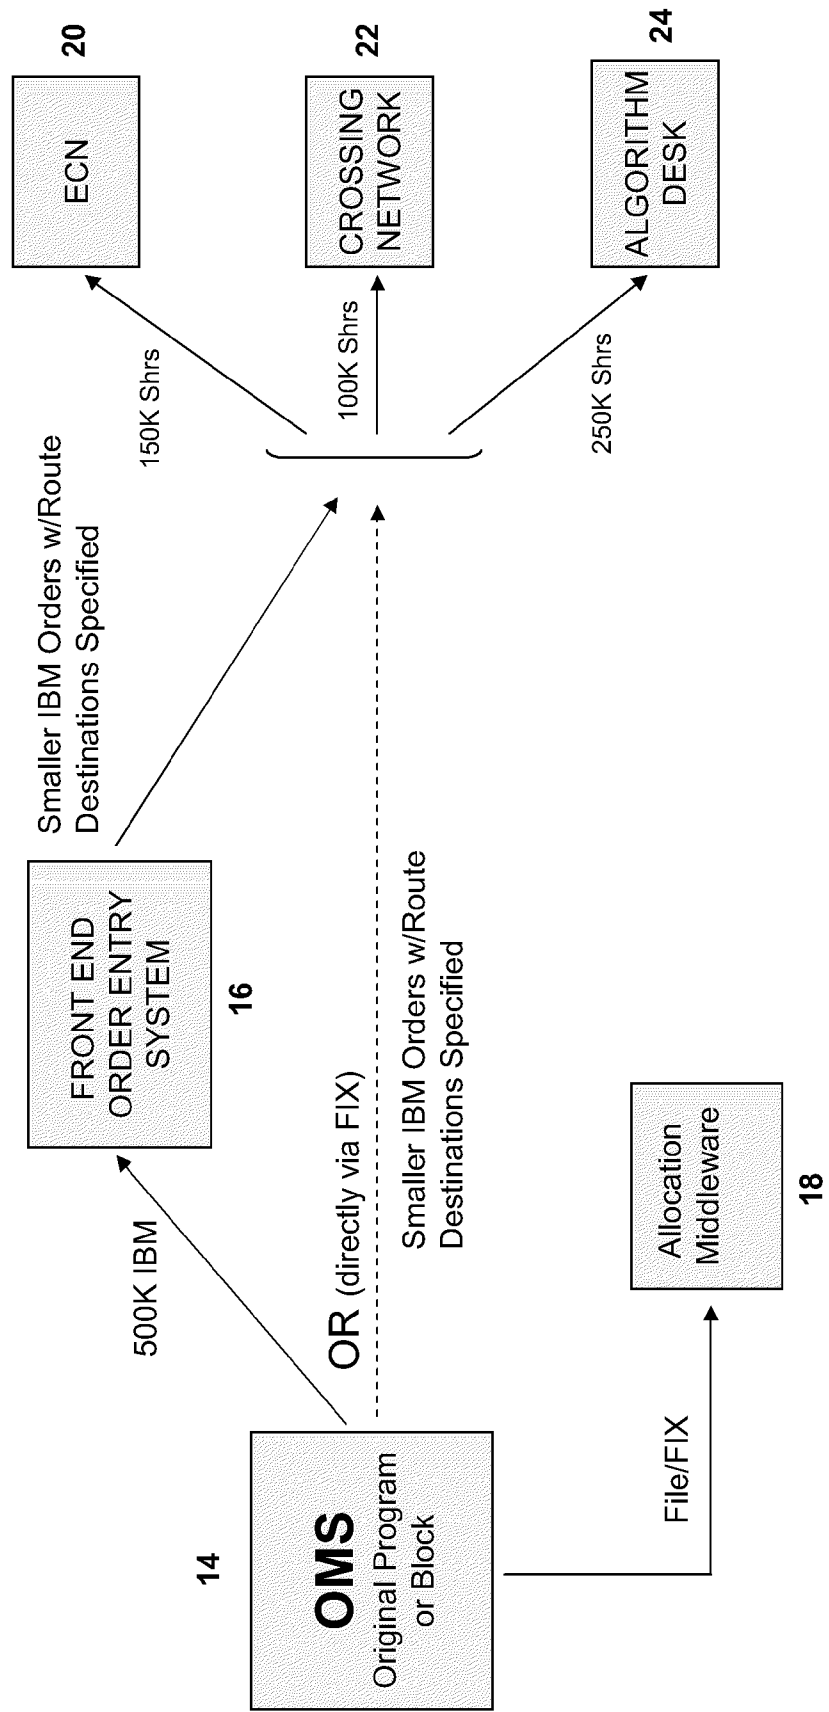 14
OMS
Original Program
or Block
500K IBM
FRONT END
ORDER ENTRY
SYSTEM
16
Smaller IBM Orders w/Route
Destinations Specified
OR (directly via FIX)
Smaller IBM Orders w/Route
Destinations Specified
File/FIX
Allocation
Middleware
18
150K Shrs
100K Shrs
250K Shrs
ECN
20
CROSSING
NETWORK
22
ALGORITHM
DESK
24